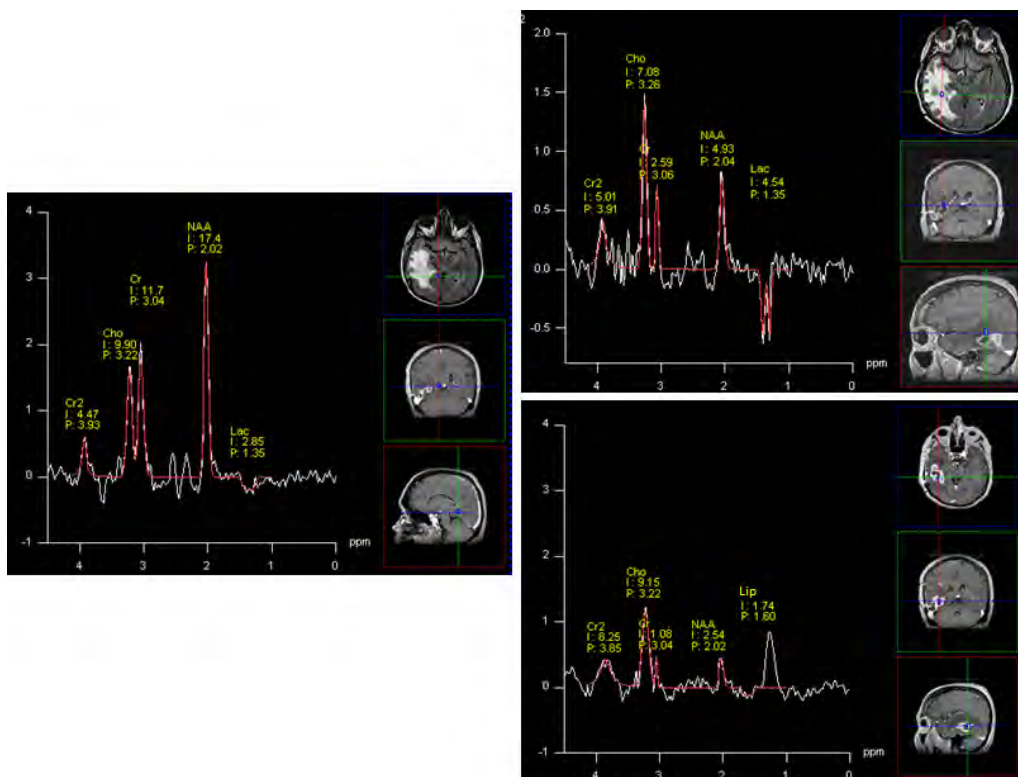 4
3
2
1
0
-1
4
3
2
1
0
ppm
NAA
I : 17.4
P: 2.02
Cr
I : 11.7
P: 3.04
Cho
I : 9.90
P: 3.22
Cr2
I : 4.47
P: 3.93
Lac
I : 2.85
P: 1.35
2
2.0
1.5
1.0
0.5
0.0
-0.5
4
3
2
1
0
ppm
Cho
I : 7.08
P: 3.26
2.59
P: 3.06
Cr2
I : 5.01
P: 3.91
NAA
I : 4.93
P: 2.04
Lac
I : 4.54
P: 1.35
4
3
2
1
0
-1
4
3
2
1
0
ppm
Cho
I : 9.15
P: 3.22
1.08
P: 3.04
Cr2
I : 6.25
P: 3.85
NAA
I : 2.54
P: 2.02
Lip
I : 1.74
P: 1.60